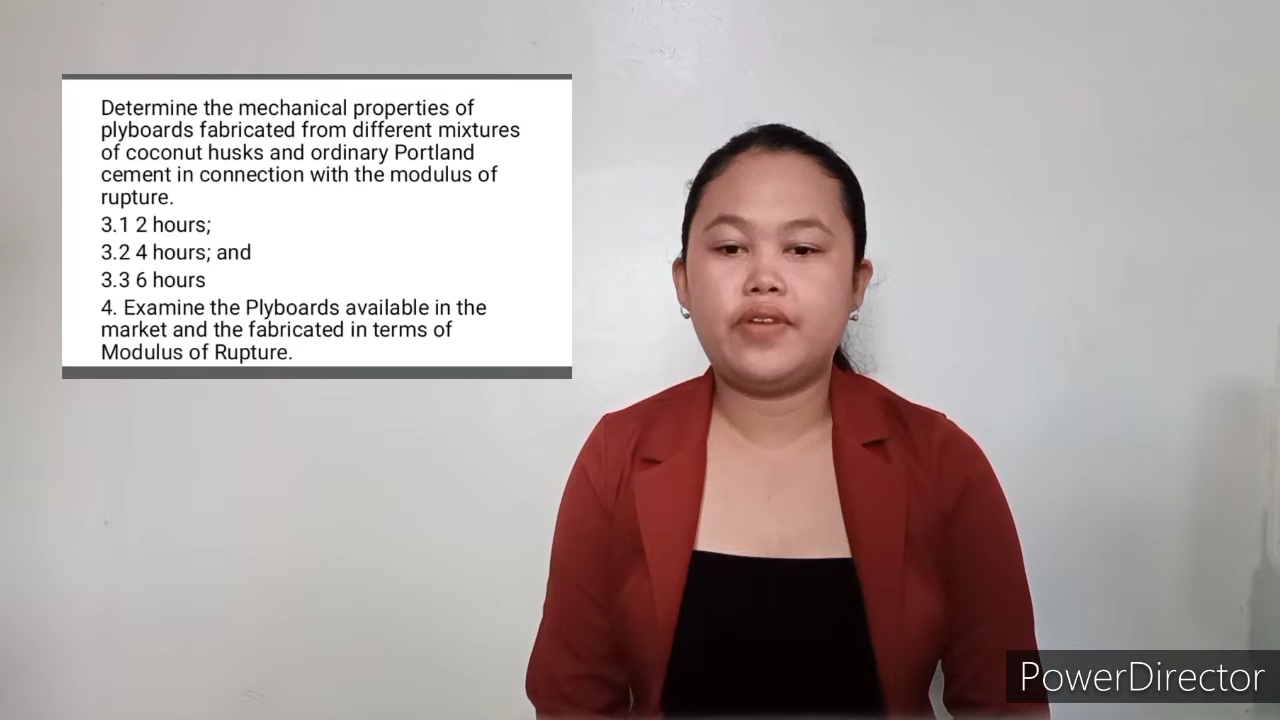 Determine the mechanical properties of
plyboards fabricated from different mixtures
of coconut husks and ordinary Portland
cement in connection with the modulus of
rupture.
3.1 2 hours;
3.2 4 hours; and
3.3 6 hours
4. Examine the Plyboards available in the
market and the fabricated in terms of
Modulus of Rupture.
PowerDirector